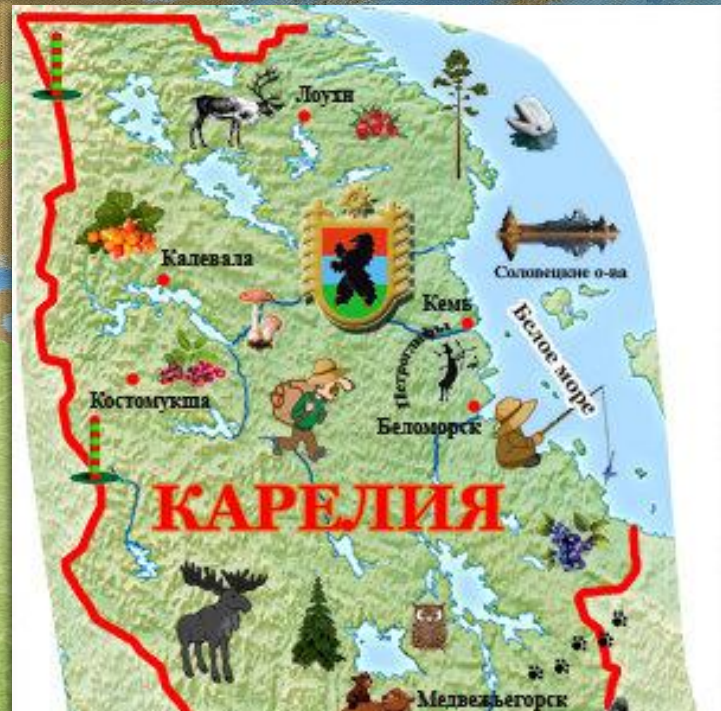 Лоухи
Калевала
Соловецкие о-ва
Кемь
Белое море
Петроглифы
Костомукша
Беломорск
КАРЕЛИЯ
Медвежьегорск